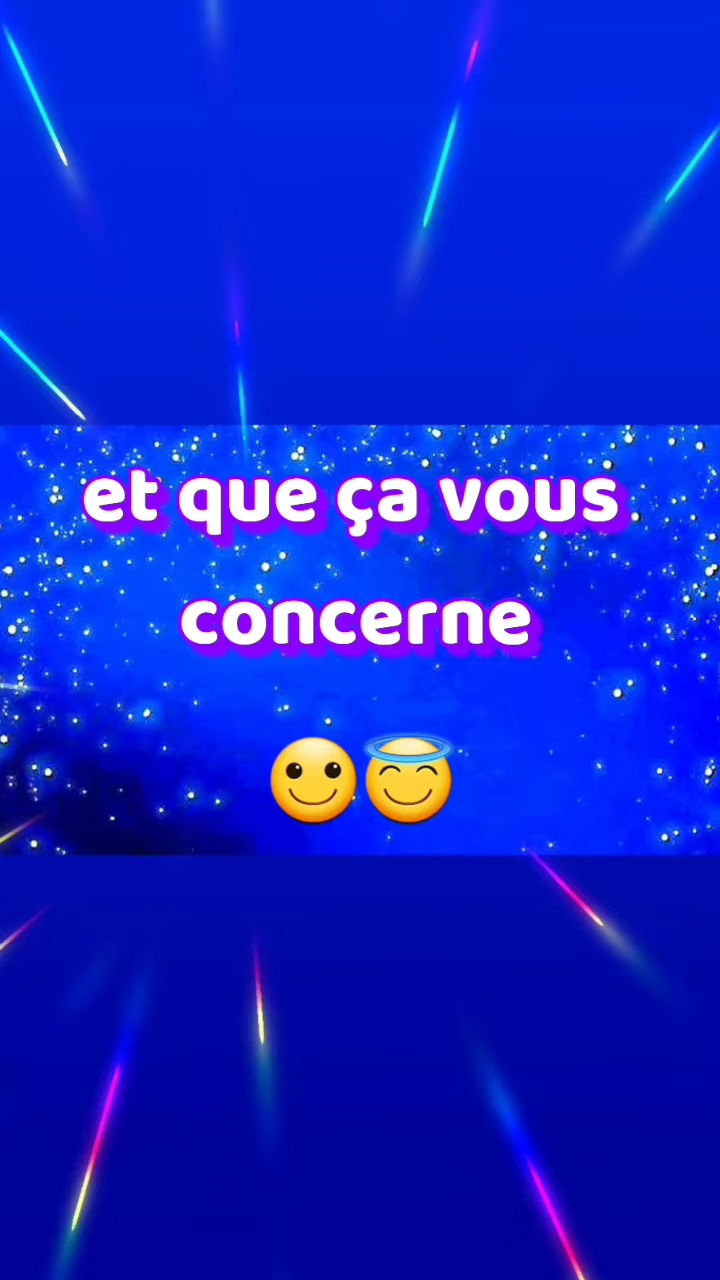 et que ça vous
concerne
🙂😇